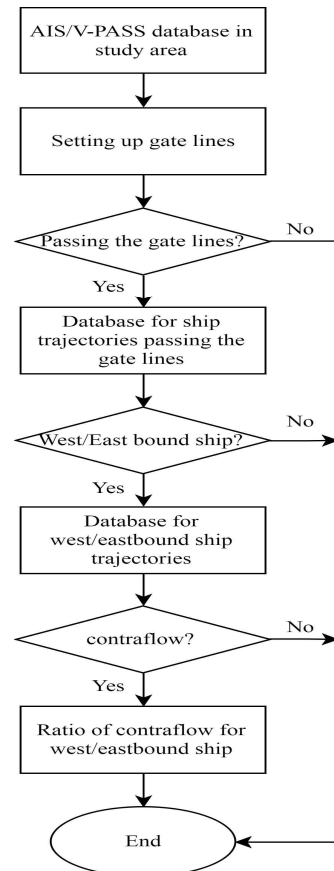 AIS/V-PASS database in
study area
Setting up gate lines
Passing the gate lines?
No
Yes
Database for ship
trajectories passing the
gate lines
West/East bound ship?
No
Yes
Database for
west/eastbound ship
trajectories
contraflow?
No
Yes
Ratio of contraflow for
west/eastbound ship
End